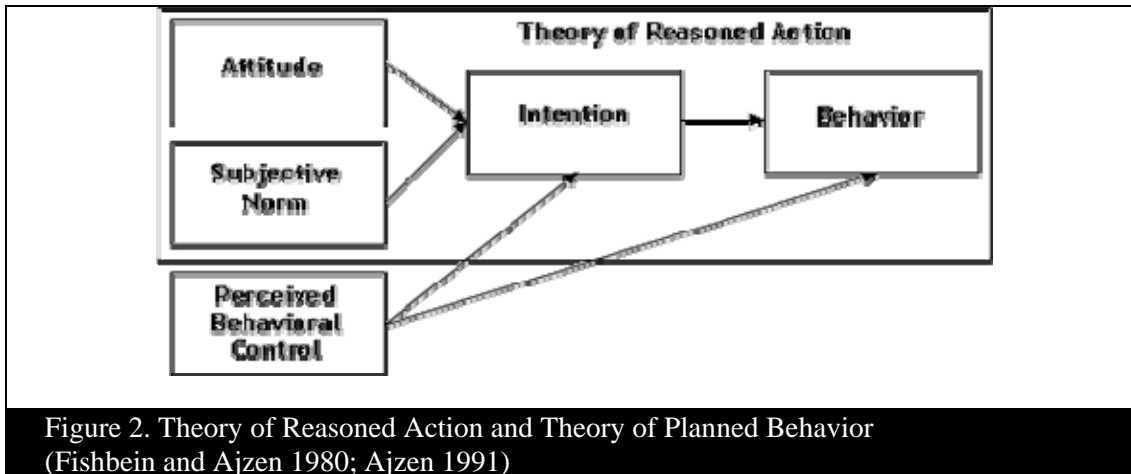 Theory of Reasoned Action
Attitude
Intention
Behavior
Subjective
Norm
Perceived
Behavioral
Control
Figure 2. Theory of Reasoned Action and Theory of Planned Behavior
(Fishbein and Ajzen 1980; Ajzen 1991)